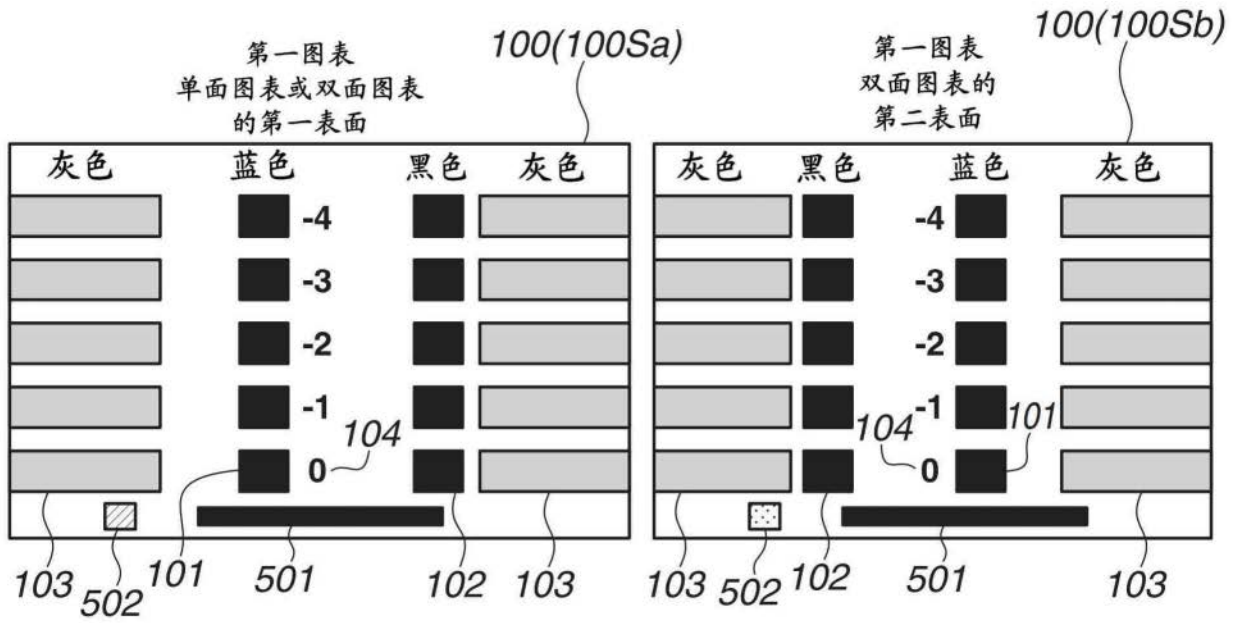 第一图表
单面图表或双面图表
的第一表面
100(100Sa)
灰色 蓝色 黑色 灰色
-4
-3
-2
-1
0 104
103 502 101 501 102 103
第一图表
双面图表的
第二表面
100(100Sb)
灰色 黑色 蓝色 灰色
-4
-3
-2
-1 101
104 0
103 502 102 501 103